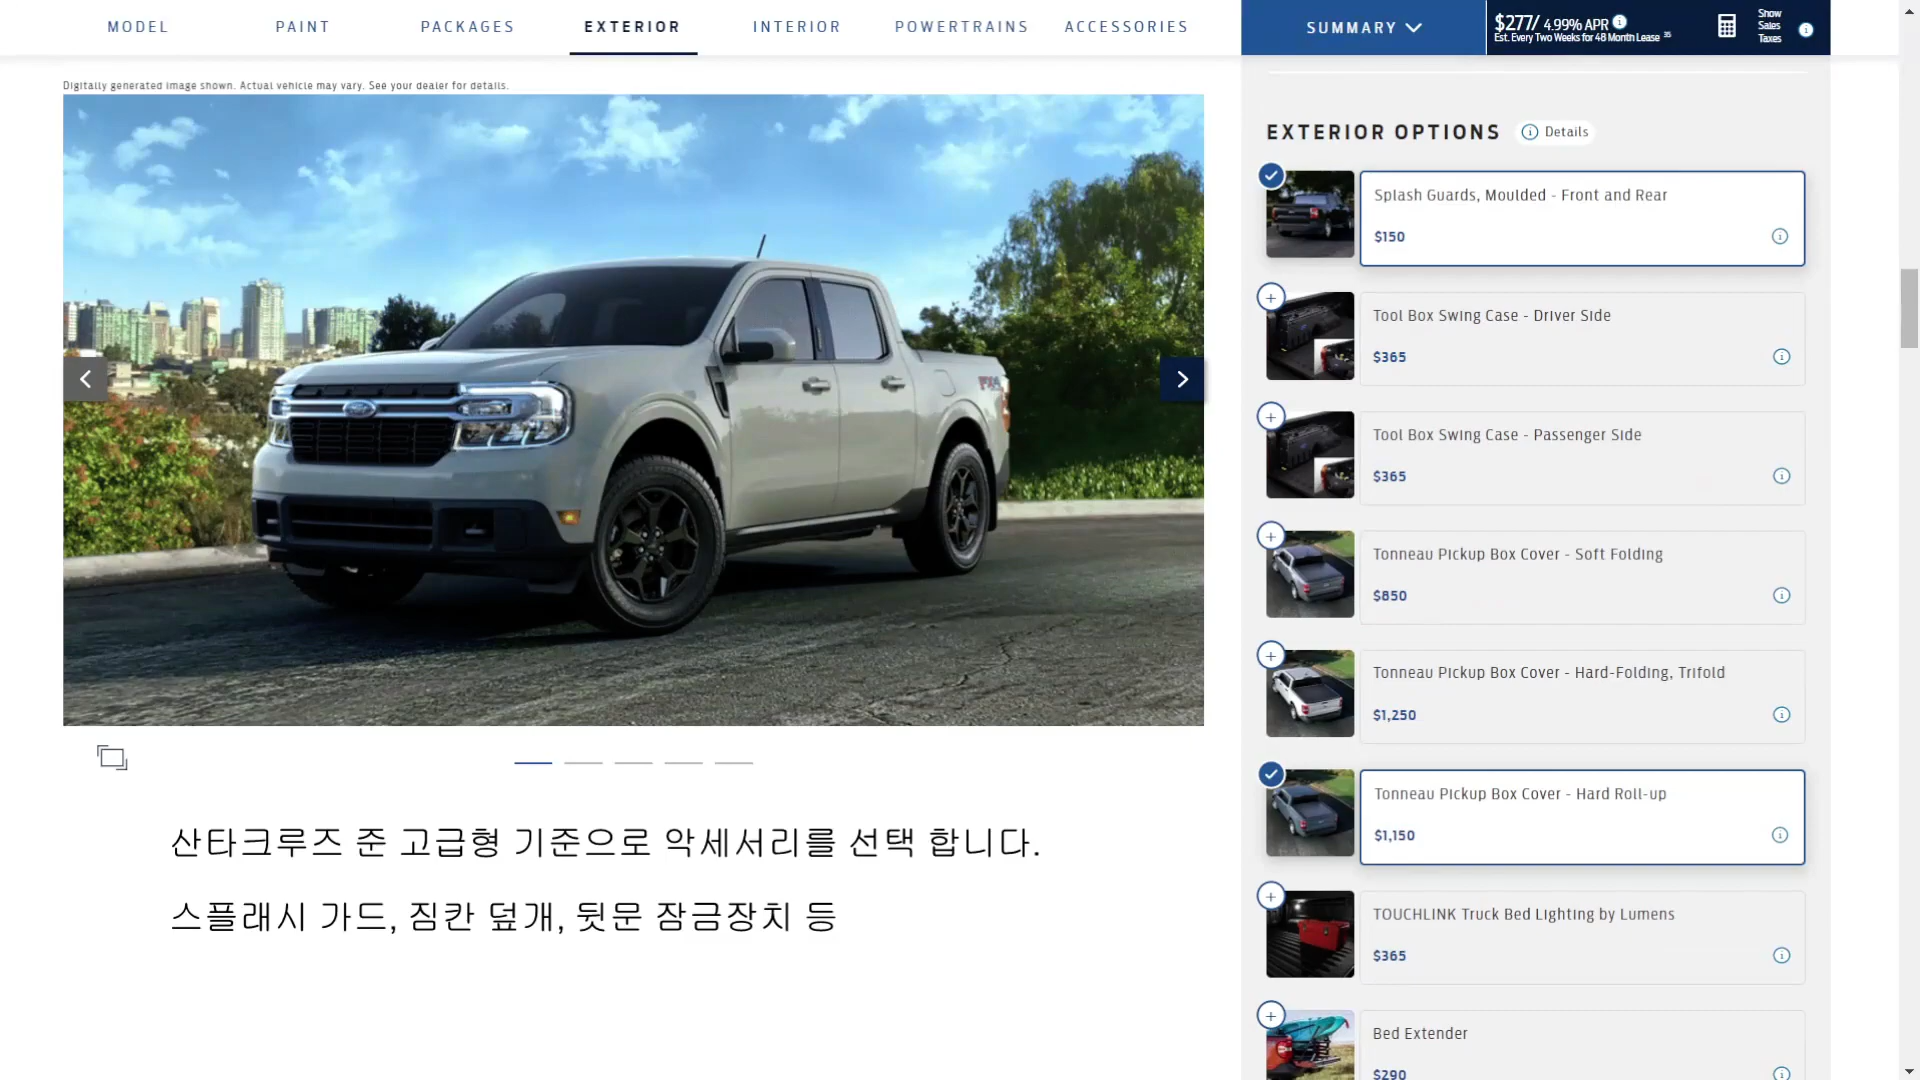 MODEL
PAINT
PACKAGES
EXTERIOR
INTERIOR
POWERTRAINS
ACCESSORIES
SUMMARY
$277/ 4.99% APR
Est. Every Two Weeks for 48 Month Lease 35
Show
Sales
Taxes
Digitally generated image shown. Actual vehicle may vary. See your dealer for details.
FX4
EXTERIOR OPTIONS
Details
Splash Guards, Moulded - Front and Rear
$150
Tool Box Swing Case - Driver Side
$365
Tool Box Swing Case - Passenger Side
$365
Tonneau Pickup Box Cover - Soft Folding
$850
Tonneau Pickup Box Cover - Hard-Folding, Trifold
$1,250
Tonneau Pickup Box Cover - Hard Roll-up
$1,150
TOUCHLINK Truck Bed Lighting by Lumens
$365
Bed Extender
$290
산타크루즈 준 고급형 기준으로 악세서리를 선택 합니다.
스플래시 가드, 짐칸 덮개, 뒷문 잠금장치 등